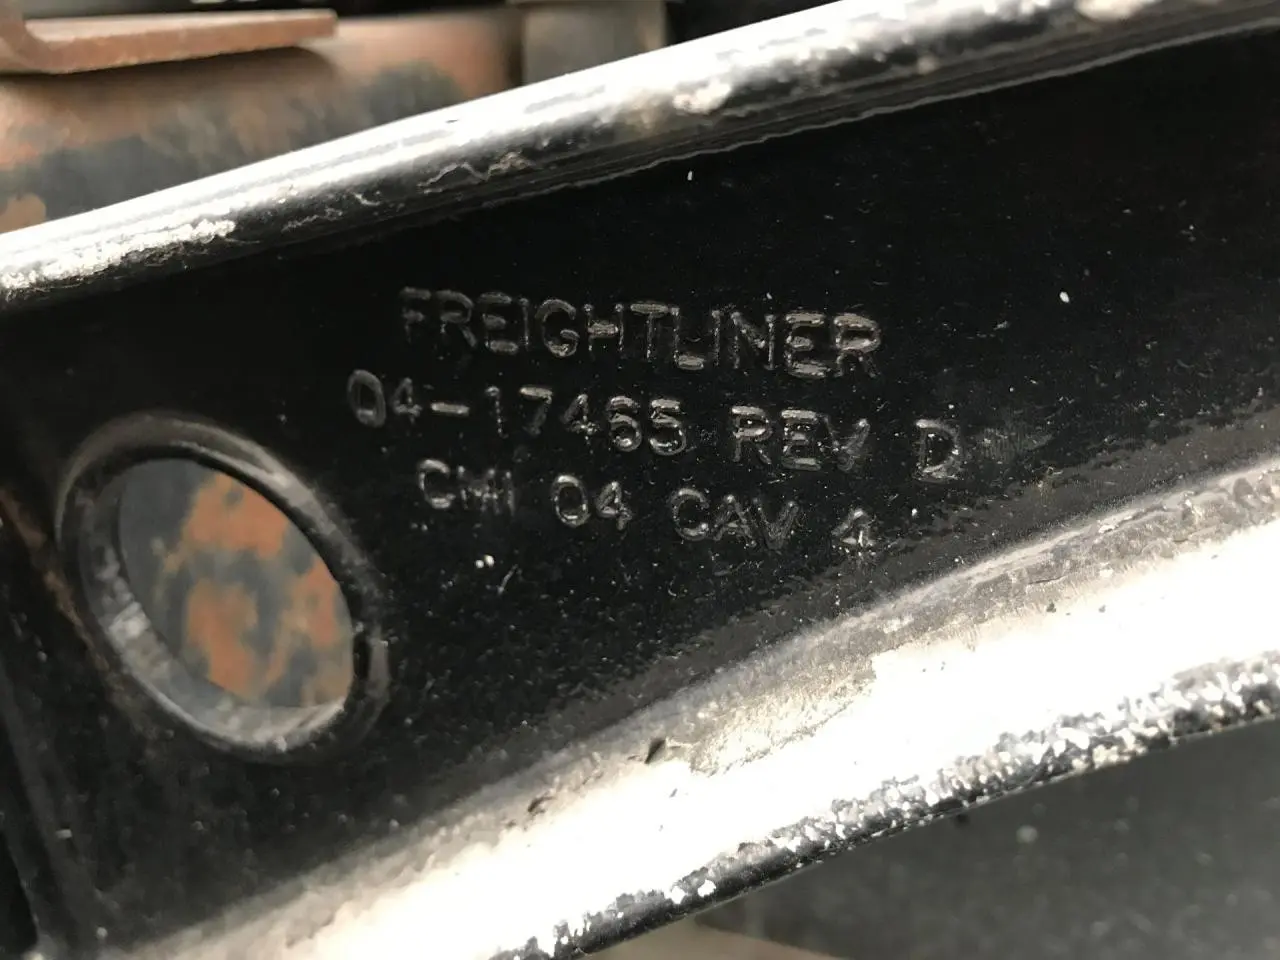 FREIGHTLINER
04-17465 REV D
CMI 04 CAV 4